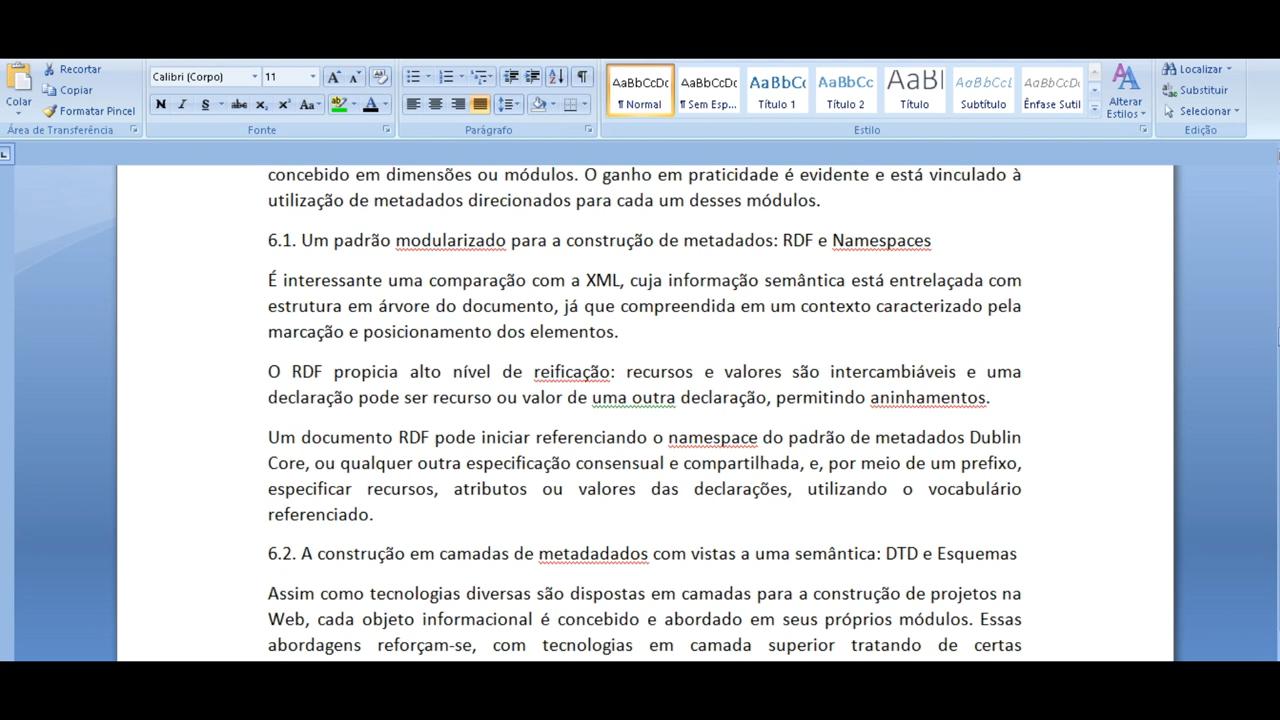 Recortar
Copiar
Formatar Pincel
Colar
Área de Transferência
Calibri (Corpo) 11
N I S abc x₂ x² Aa
Fonte
Parágrafo
AaBbCcDc AaBbCcDc AaBbC AaBbCc AaBl AaBbCcL AaBbCcDc
¶ Normal ¶ Sem Esp... Título 1 Título 2 Título Subtítulo Ênfase Sutil
Alterar
Estilos
Estilo
Localizar
Substituir
Selecionar
Edição
concebido em dimensões ou módulos. O ganho em praticidade é evidente e está vinculado à
utilização de metadados direcionados para cada um desses módulos.
6.1. Um padrão modularizado para a construção de metadados: RDF e Namespaces
É interessante uma comparação com a XML, cuja informação semântica está entrelaçada com
estrutura em árvore do documento, já que compreendida em um contexto caracterizado pela
marcação e posicionamento dos elementos.
O RDF propicia alto nível de reificação: recursos e valores são intercambiáveis e uma
declaração pode ser recurso ou valor de uma outra declaração, permitindo aninhamentos.
Um documento RDF pode iniciar referenciando o namespace do padrão de metadados Dublin
Core, ou qualquer outra especificação consensual e compartilhada, e, por meio de um prefixo,
especificar recursos, atributos ou valores das declarações, utilizando o vocabulário
referenciado.
6.2. A construção em camadas de metadadados com vistas a uma semântica: DTD e Esquemas
Assim como tecnologias diversas são dispostas em camadas para a construção de projetos na
Web, cada objeto informacional é concebido e abordado em seus próprios módulos. Essas
abordagens reforçam-se, com tecnologias em camada superior tratando de certas